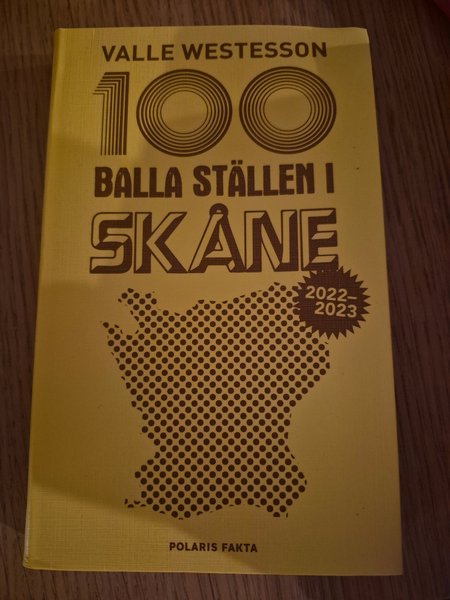 VALLE WESTESSON
100
BALLA STÄLLEN I
SKÅNE
2022–
2023
POLARIS FAKTA